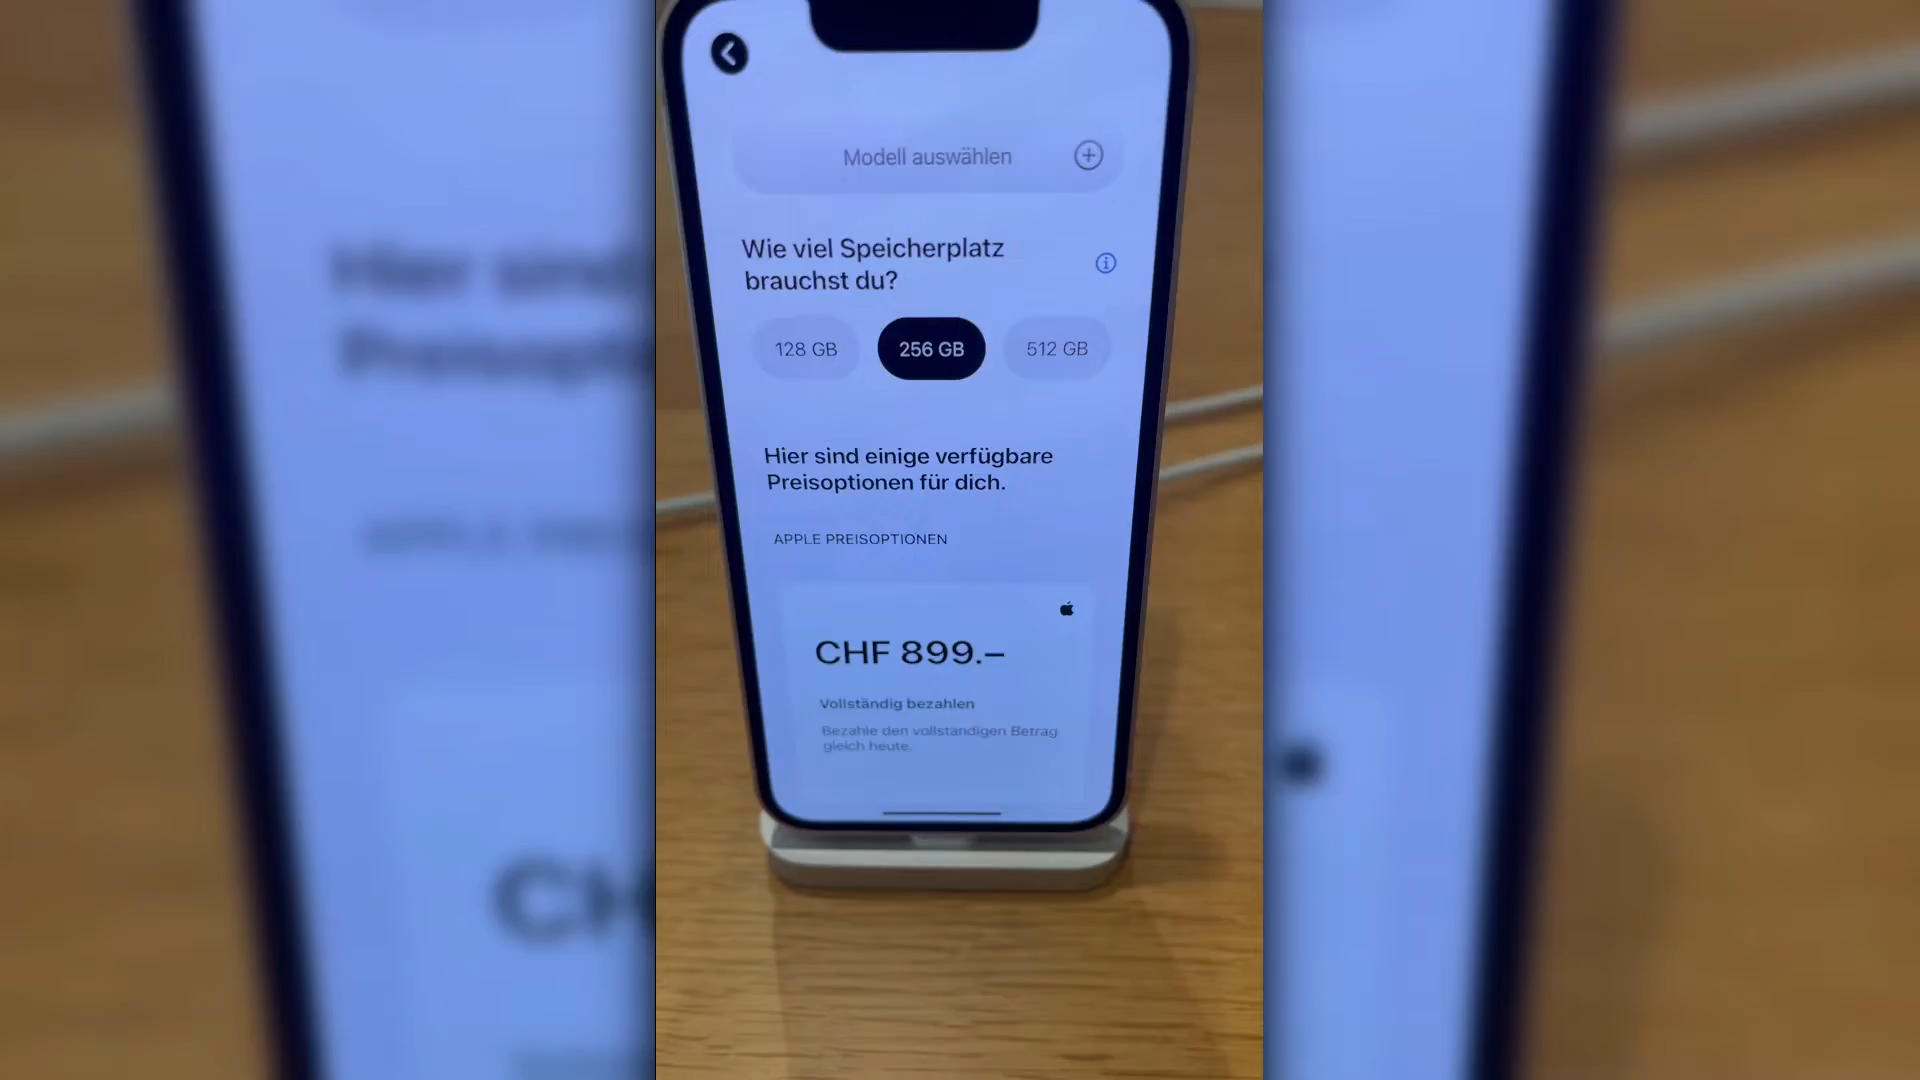 Modell auswählen
Wie viel Speicherplatz
brauchst du?
128 GB
256 GB
512 GB
Hier sind einige verfügbare
Preisoptionen für dich.
APPLE PREISOPTIONEN
CHF 899.–
Vollständig bezahlen
Bezahle den vollständigen Betrag
gleich heute.